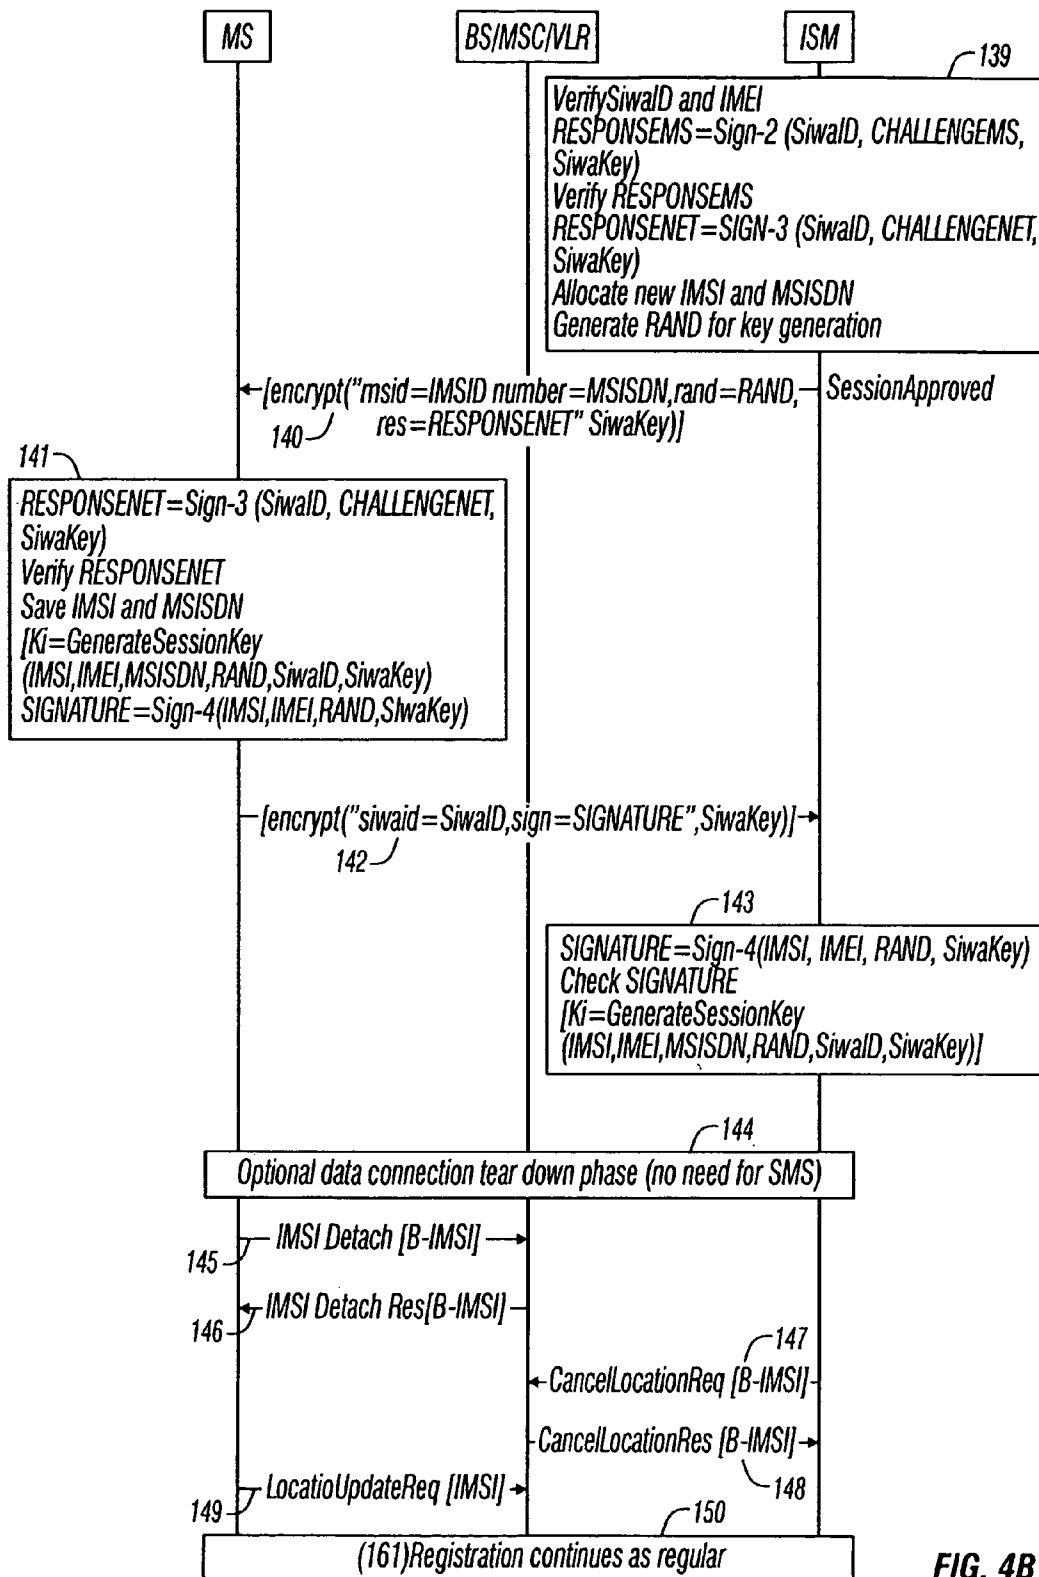 MS
BS/MSC/VLR
ISM
139
VerifySiwaID and IMEI
RESPONSEMS=Sign-2 (SiwaID, CHALLENGEMS,
SiwaKey)
Verify RESPONSEMS
RESPONSENET=SIGN-3 (SiwaID, CHALLENGENET,
SiwaKey)
Allocate new IMSI and MSISDN
Generate RAND for key generation
[encrypt("msid=IMSID number=MSISDN,rand=RAND,
res=RESPONSENET" SiwaKey)]
SessionApproved
140
141
RESPONSENET=Sign-3 (SiwaID, CHALLENGENET,
SiwaKey)
Verify RESPONSENET
Save IMSI and MSISDN
[Ki=GenerateSessionKey
(IMSI,IMEI,MSISDN,RAND,SiwaID,SiwaKey)
SIGNATURE=Sign-4(IMSI,IMEI,RAND,SIwaKey)
[encrypt("siwaid=SiwaID,sign=SIGNATURE",SiwaKey)]
142
143
SIGNATURE=Sign-4(IMSI, IMEI, RAND, SiwaKey)
Check SIGNATURE
[Ki=GenerateSessionKey
(IMSI,IMEI,MSISDN,RAND,SiwaID,SiwaKey)]
144
Optional data connection tear down phase (no need for SMS)
IMSI Detach [B-IMSI]
145
IMSI Detach Res[B-IMSI]
146
147
CancelLocationReq [B-IMSI]
CancelLocationRes [B-IMSI]
148
LocatioUpdateReq [IMSI]
149
150
(161)Registration continues as regular
FIG. 4B